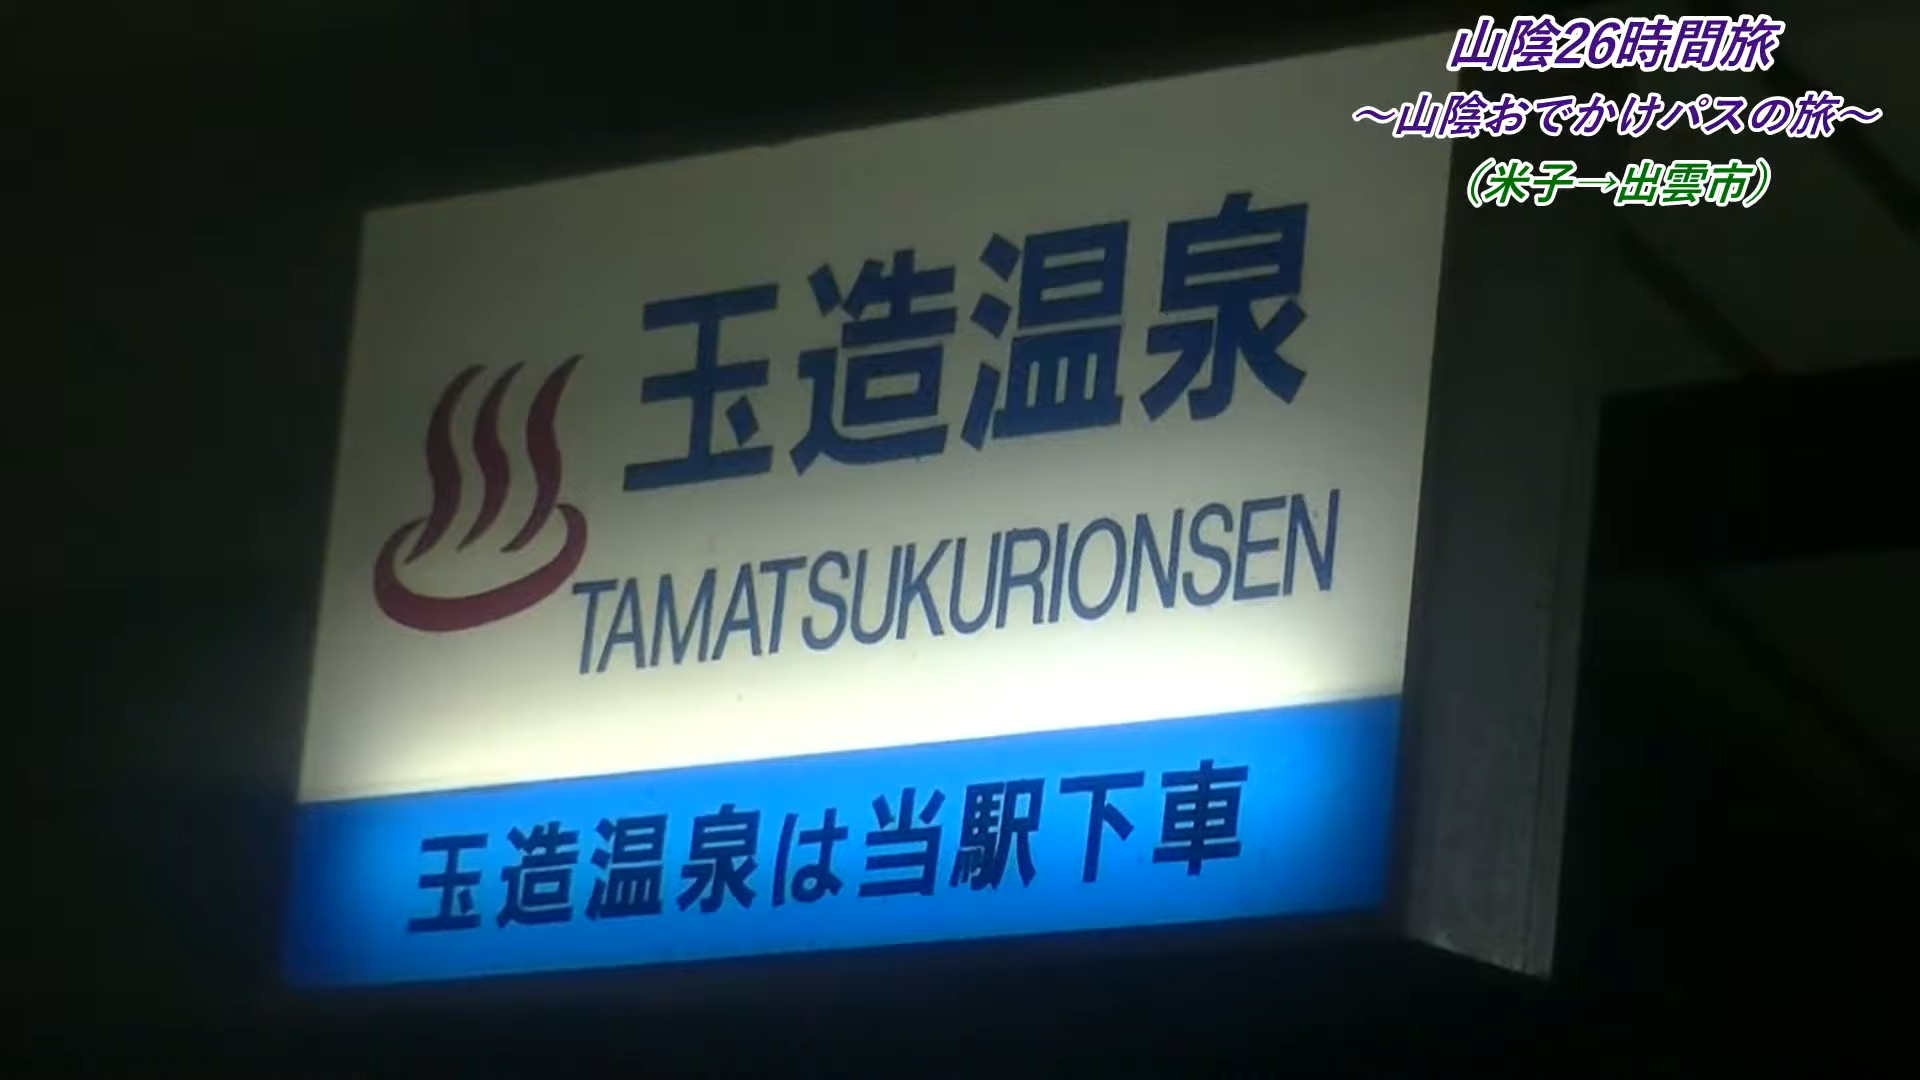 山陰26時間旅
～山陰おでかけパスの旅～
（米子→出雲市）
玉造温泉
TAMATSUKURIONSEN
玉造温泉は当駅下車